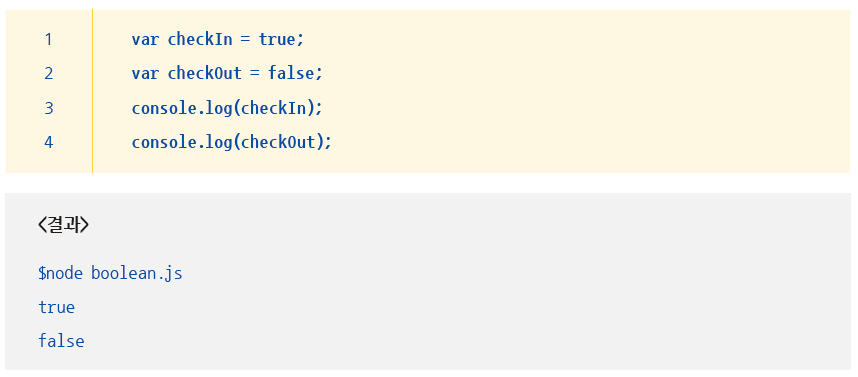 1 var checkIn = true;
2 var checkOut = false;
3 console.log(checkIn);
4 console.log(checkOut);
<결과>
$node boolean.js
true
false